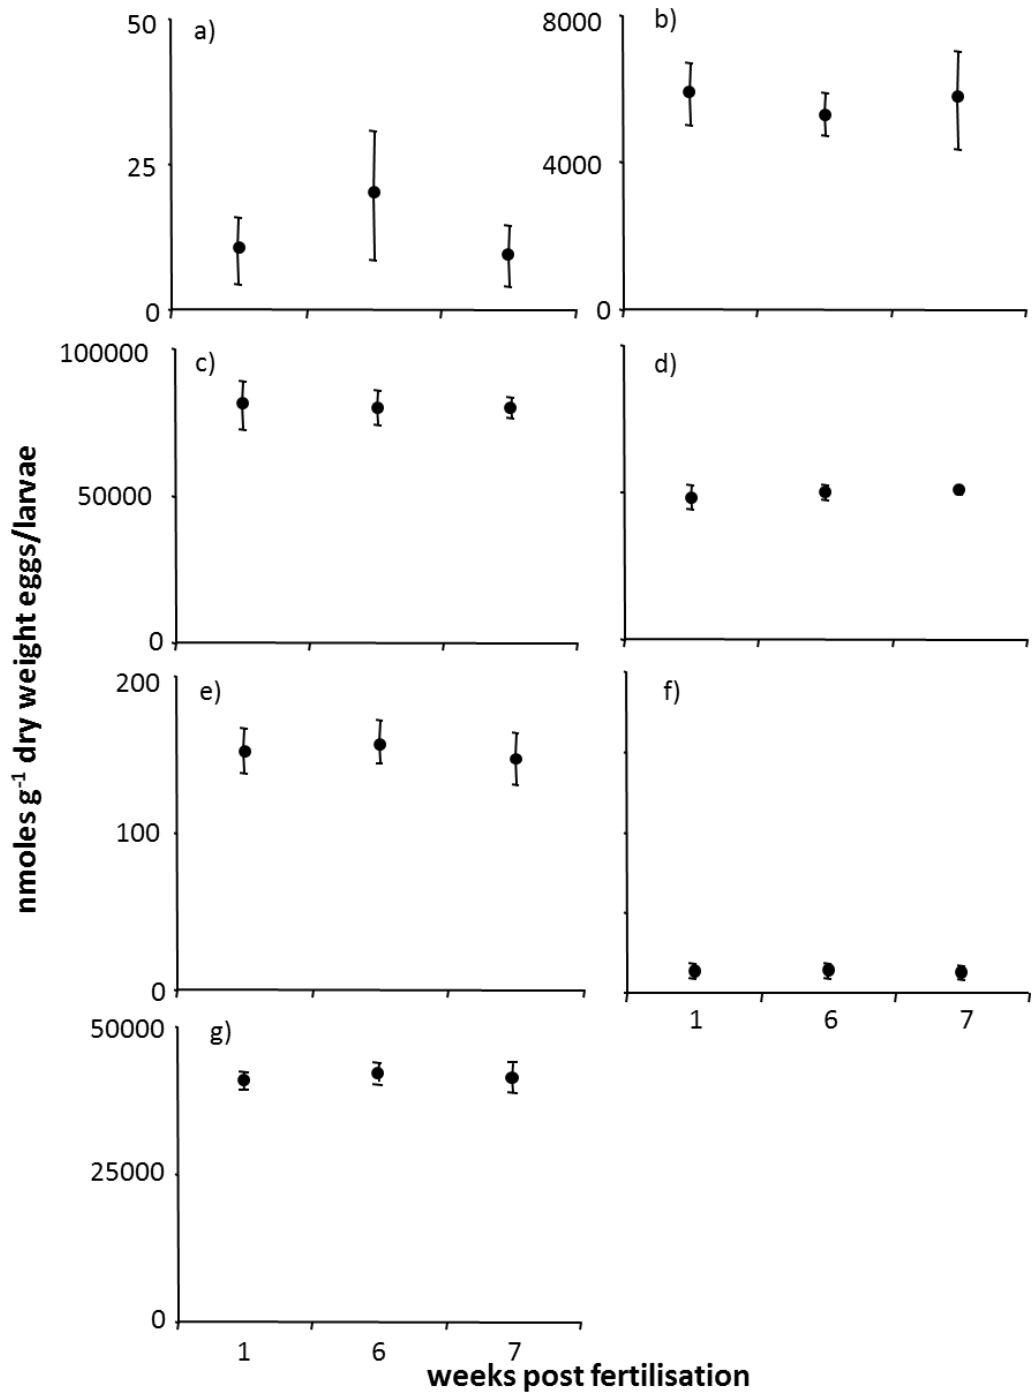 50
a)
25
0
8000
b)
4000
0
100000
c)
50000
0
d)
200
e)
100
0
f)
1 6 7
50000
g)
25000
0
1 6 7
nmoles g⁻¹ dry weight eggs/larvae
weeks post fertilisation